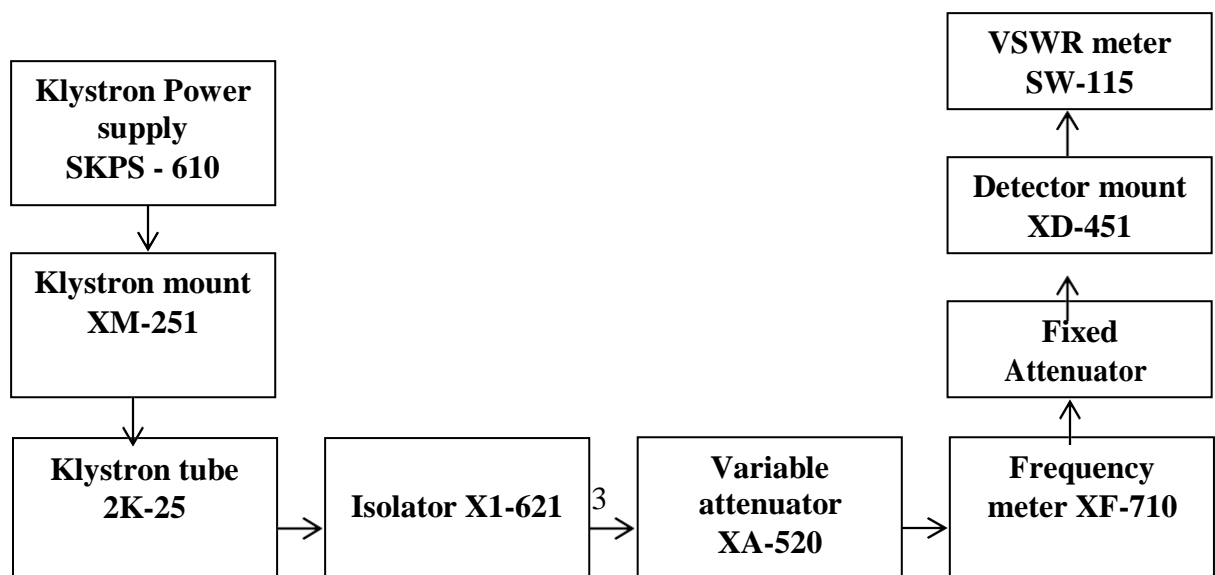 Klystron Power
supply
SKPS - 610
Klystron mount
XM-251
Klystron tube
2K-25
Isolator X1-621
3
Variable
attenuator
XA-520
Frequency
meter XF-710
Fixed
Attenuator
Detector mount
XD-451
VSWR meter
SW-115